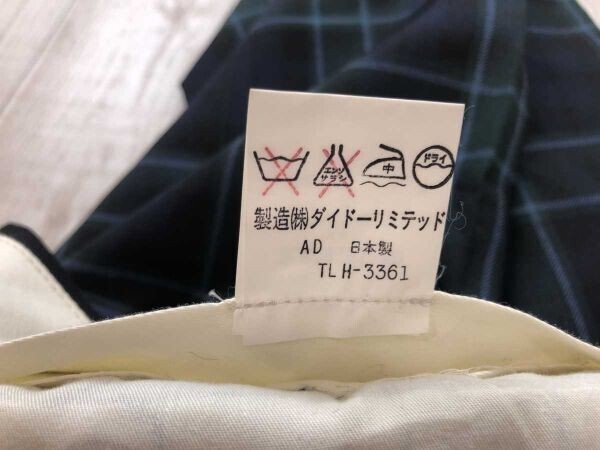 エンソ サラシ 中 ドライ
製造㈱ダイドーリミテッド
AD 日本製
TL H-3361